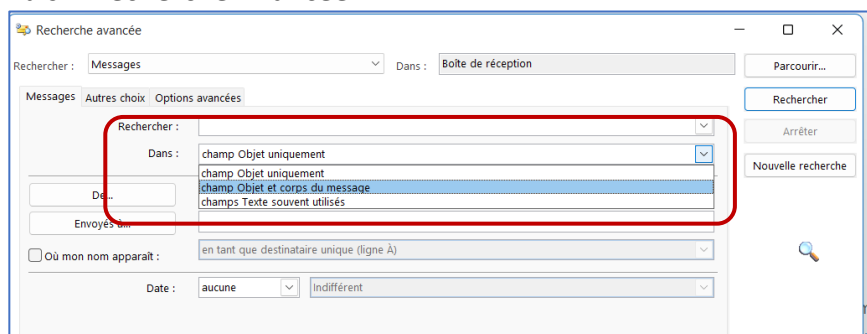 Recherche avancée
Rechercher : Messages Dans : Boîte de réception Parcourir...
Messages Autres choix Options avancées Rechercher
Rechercher : Arrêter
Dans : champ Objet uniquement Nouvelle recherche
champ Objet uniquement
champ Objet et corps du message
De...
champs Texte souvent utilisés
Envoyés à...
Où mon nom apparaît : en tant que destinataire unique (ligne À)
Date : aucune Indifférent